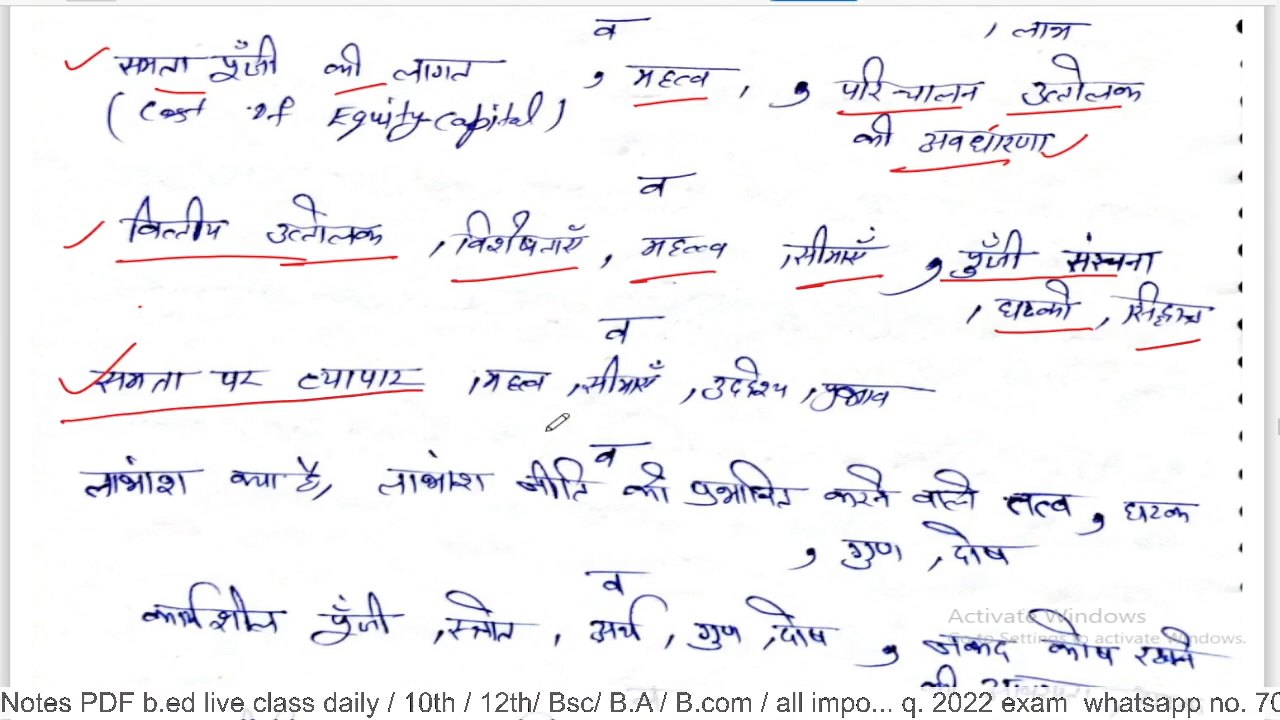 व , लाभ
समता पूँजी की लागत , महत्व , , परिचालन उत्तोलक
(Cost of Equity Capital) की अवधारणा
व
वित्तीय उत्तोलक , विशेषताएँ , महत्व , सीमाएँ , पूँजी संरचना
, घटको , सिद्धान्त
व
समता पर व्यापार , महत्व , सीमाएँ , उद्देश्य , प्रभाव
व
लाभांश क्या है, लाभांश नीति को प्रभावित करने वाले तत्व , घटक
, गुण , दोष
व
कार्यशील पूँजी , स्त्रोत , अर्थ , गुण , दोष , नकद कोष रखने
Activate Windows
Go to Settings to activate Windows.
Notes PDF b.ed live class daily / 10th / 12th/ Bsc/ B.A / B.com / all impo... q. 2022 exam whatsapp no. 70